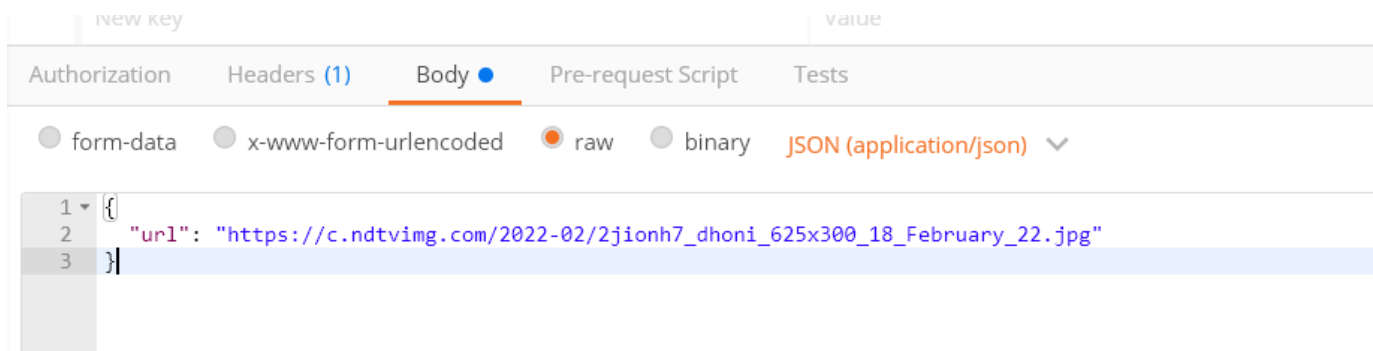 New key Value
Authorization Headers (1) Body Pre-request Script Tests
form-data x-www-form-urlencoded raw binary JSON (application/json)
1 {
2 "url": "https://c.ndtvimg.com/2022-02/2jionh7_dhoni_625x300_18_February_22.jpg"
3 }